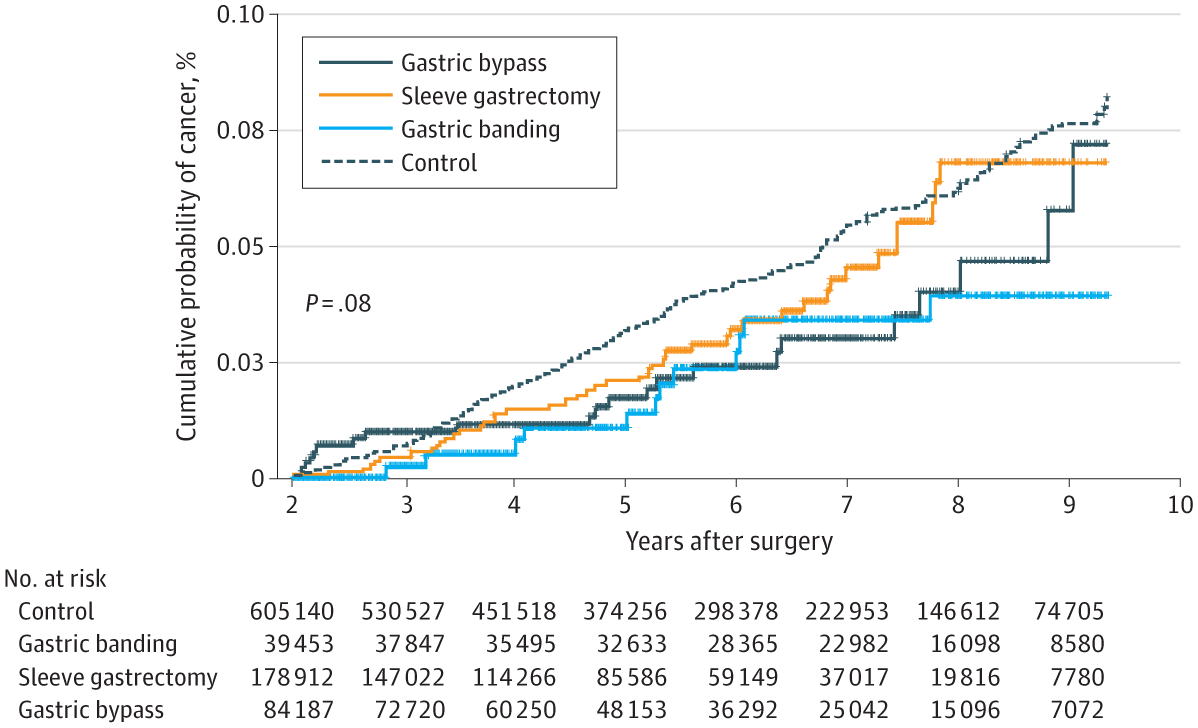 0.10
0.08
0.05
0.03
0
Cumulative probability of cancer, %
Gastric bypass
Sleeve gastrectomy
Gastric banding
Control
P = .08
2 3 4 5 6 7 8 9 10
Years after surgery
No. at risk
Control 605 140 530 527 451 518 374 256 298 378 222 953 146 612 74 705
Gastric banding 39 453 37 847 35 495 32 633 28 365 22 982 16 098 8580
Sleeve gastrectomy 178 912 147 022 114 266 85 586 59 149 37 017 19 816 7780
Gastric bypass 84 187 72 720 60 250 48 153 36 292 25 042 15 096 7072